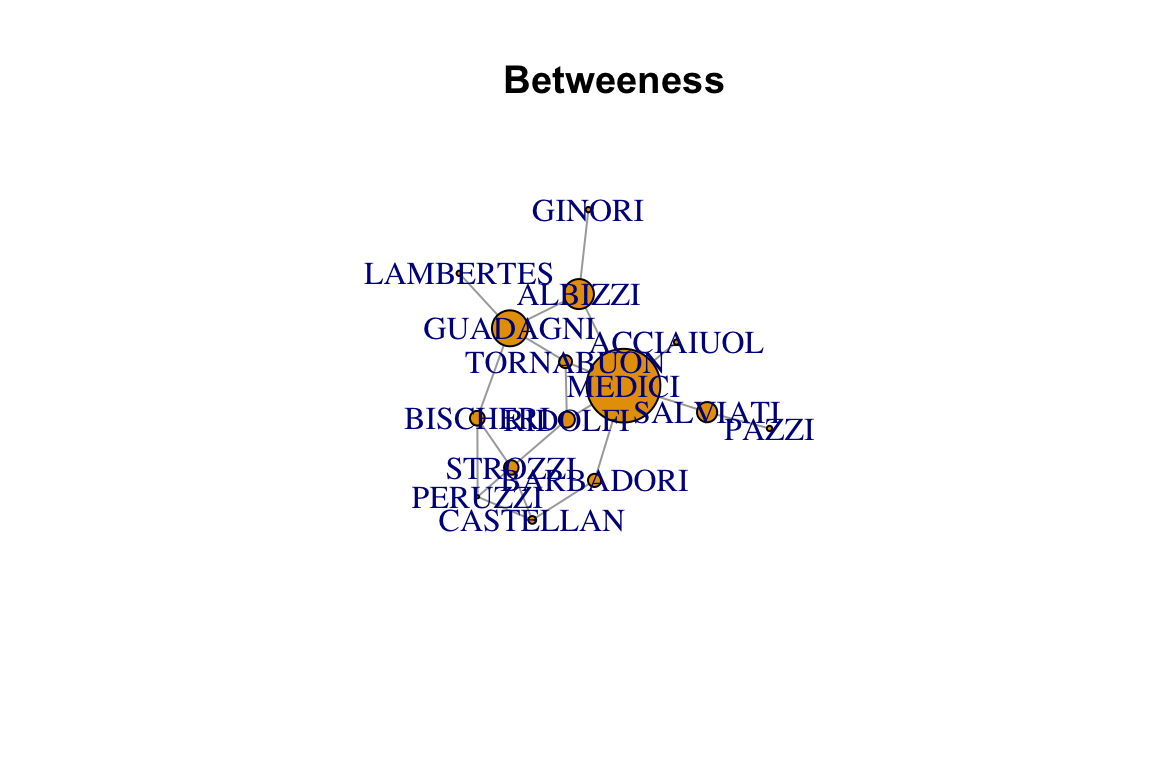 Betweeness
GINORI
LAMBERTES
ALBIZZI
GUADAGNI
ACCIAIUOL
TORNABUON
MEDICI
SALVIATI
BISCHERI
RIDOLFI
PAZZI
STROZZI
BARBADORI
PERUZZI
CASTELLAN